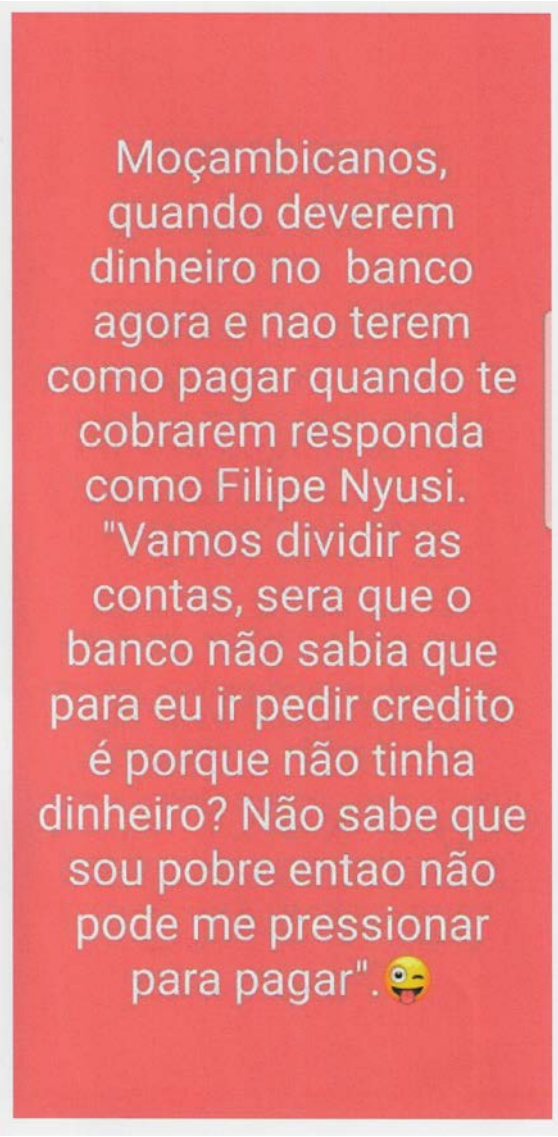 Moçambicanos,
quando deverem
dinheiro no  banco
agora e nao terem
como pagar quando te
cobrarem responda
como Filipe Nyusi.
"Vamos dividir as
contas, sera que o
banco não sabia que
para eu ir pedir credito
é porque não tinha
dinheiro? Não sabe que
sou pobre entao não
pode me pressionar
para pagar".😜